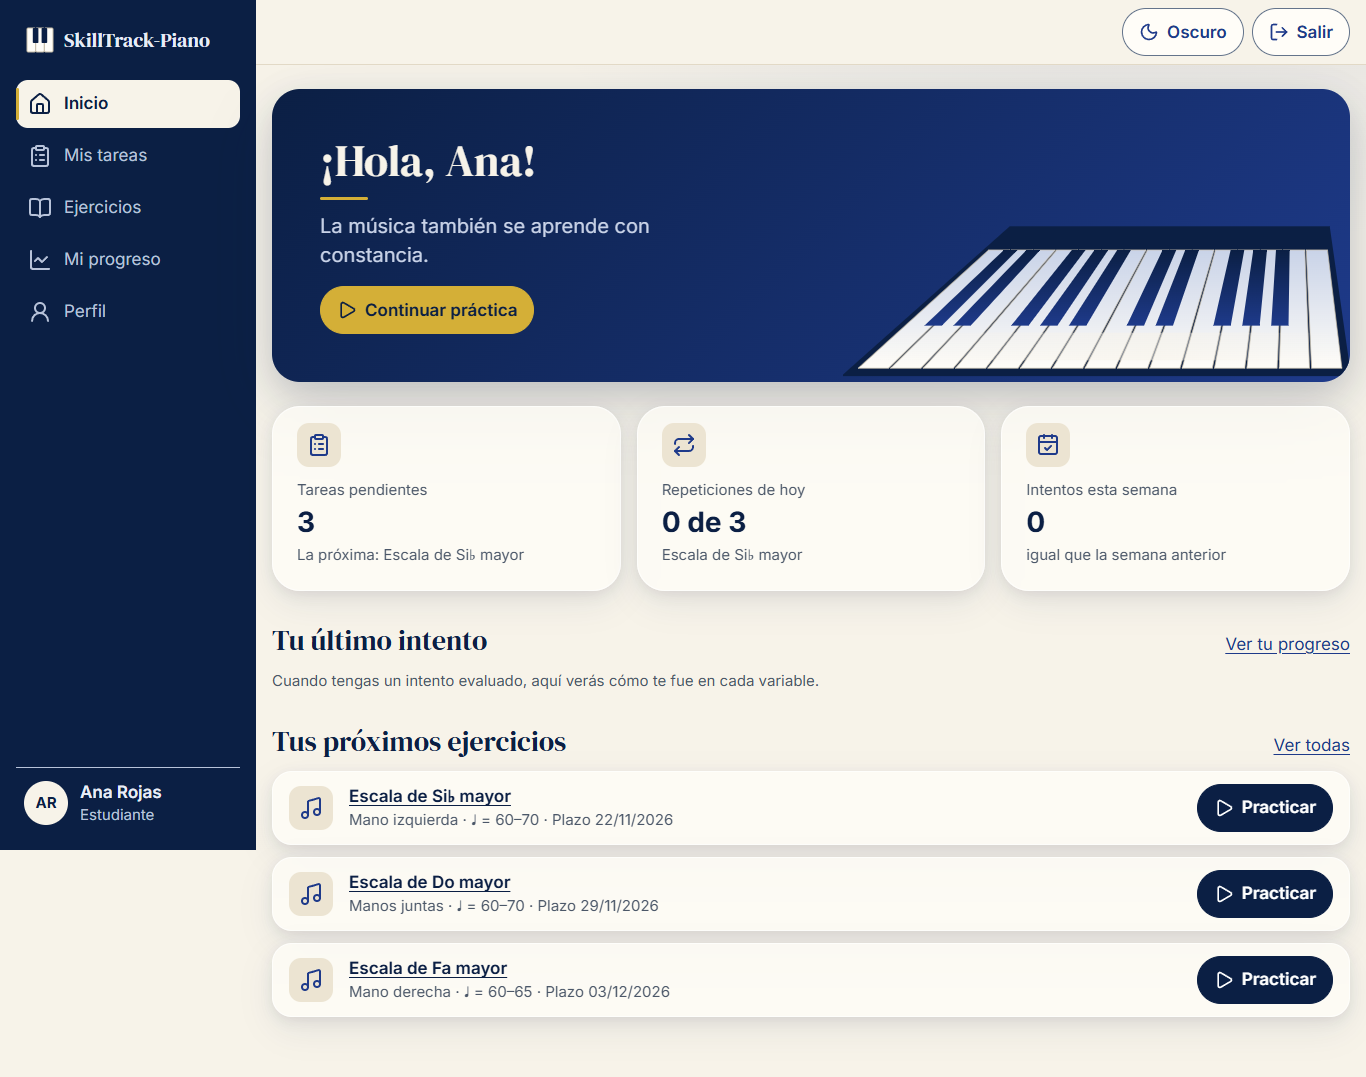 SkillTrack-Piano
Inicio
Mis tareas
Ejercicios
Mi progreso
Perfil
AR
Ana Rojas
Estudiante
Oscuro
Salir
¡Hola, Ana!
La música también se aprende con
constancia.
Continuar práctica
Tareas pendientes
3
La próxima: Escala de Si♭ mayor
Repeticiones de hoy
0 de 3
Escala de Si♭ mayor
Intentos esta semana
0
igual que la semana anterior
Tu último intento
Ver tu progreso
Cuando tengas un intento evaluado, aquí verás cómo te fue en cada variable.
Tus próximos ejercicios
Ver todas
Escala de Si♭ mayor
Mano izquierda · ♩ = 60–70 · Plazo 22/11/2026
Practicar
Escala de Do mayor
Manos juntas · ♩ = 60–70 · Plazo 29/11/2026
Practicar
Escala de Fa mayor
Mano derecha · ♩ = 60–65 · Plazo 03/12/2026
Practicar